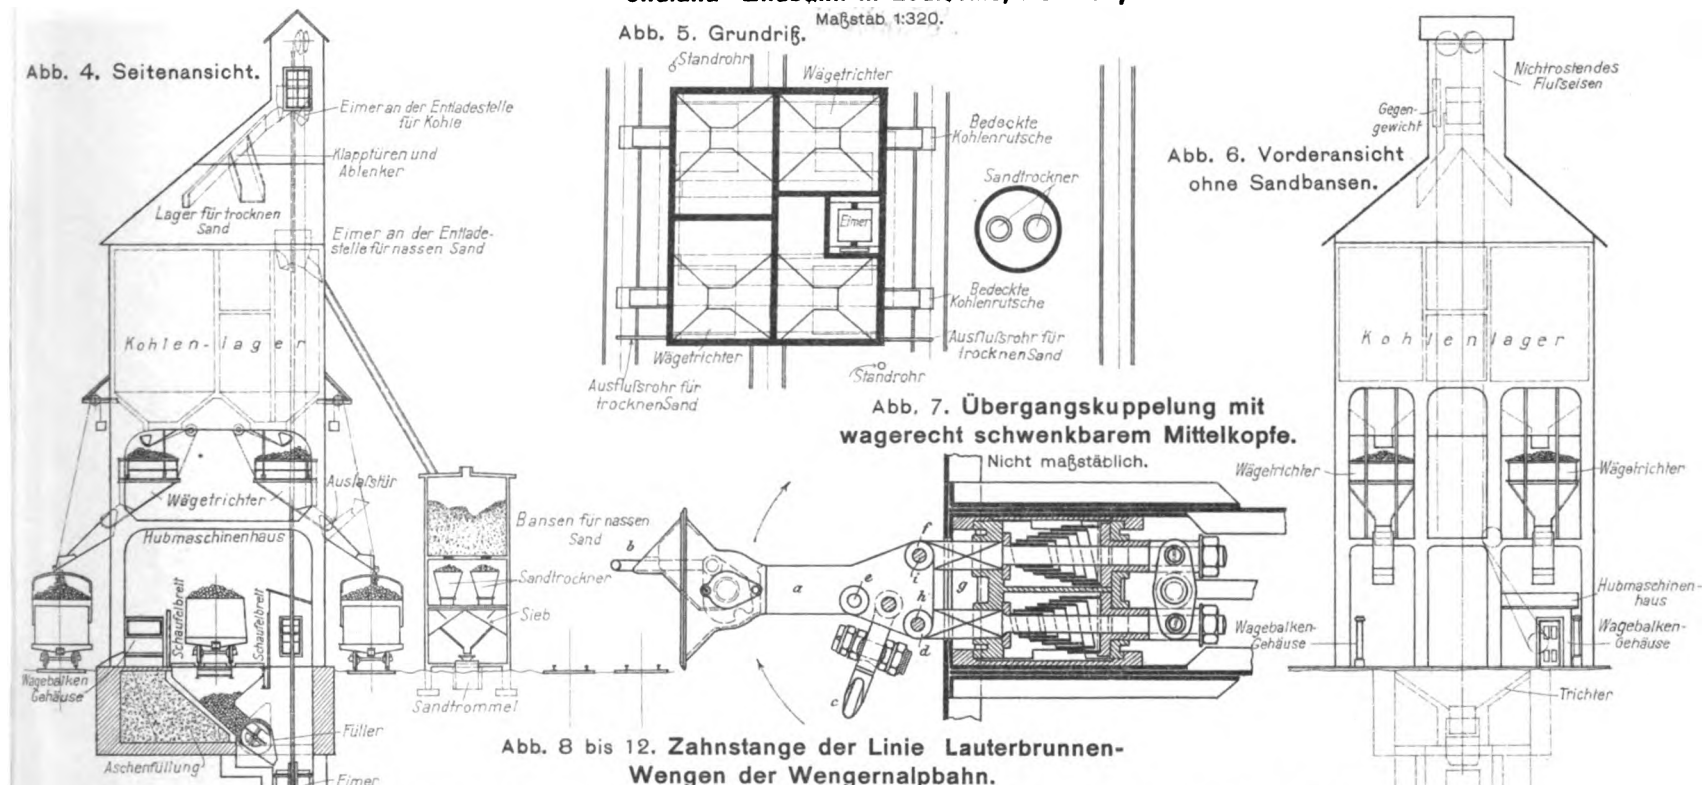 Maßstab 1:320.
Abb. 4. Seitenansicht.
Eimer an der Entladestelle
für Kohle
Klapptüren und
Ablenker
Lager für trocknen
Sand
Eimer an der Entlade-
stelle für nassen Sand
Kohlen-lager
Wägetrichter
Auslaßtür
Hubmaschinenhaus
Schaufelbrett
Schaufelbrett
Bansen für nassen
Sand
Sandtrockner
Sieb
Wagebalken
Gehäuse
Sandtrommel
Füller
Aschenfüllung
Eimer
Abb. 5. Grundriß.
Standrohr
Wägetrichter
Bedeckte
Kohlenrutsche
Sandtrockner
Eimer
Bedeckte
Kohlenrutsche
Ausflußrohr für
trocknen Sand
Wägetrichter
Standrohr
Ausflußrohr für
trocknen Sand
Abb. 7. Übergangskuppelung mit
wagerecht schwenkbarem Mittelkopfe.
Nicht maßstäblich.
b
a
e
f
i
g
h
d
c
Abb. 6. Vorderansicht
ohne Sandbansen.
Nichtrostendes
Flußeisen
Gegen-
gewicht
Kohlenlager
Wägetrichter
Wägetrichter
Hubmaschinen-
haus
Wagebalken-
Gehäuse
Wagebalken-
Gehäuse
Trichter
Abb. 8 bis 12. Zahnstange der Linie Lauterbrunnen-
Wengen der Wengernalpbahn.